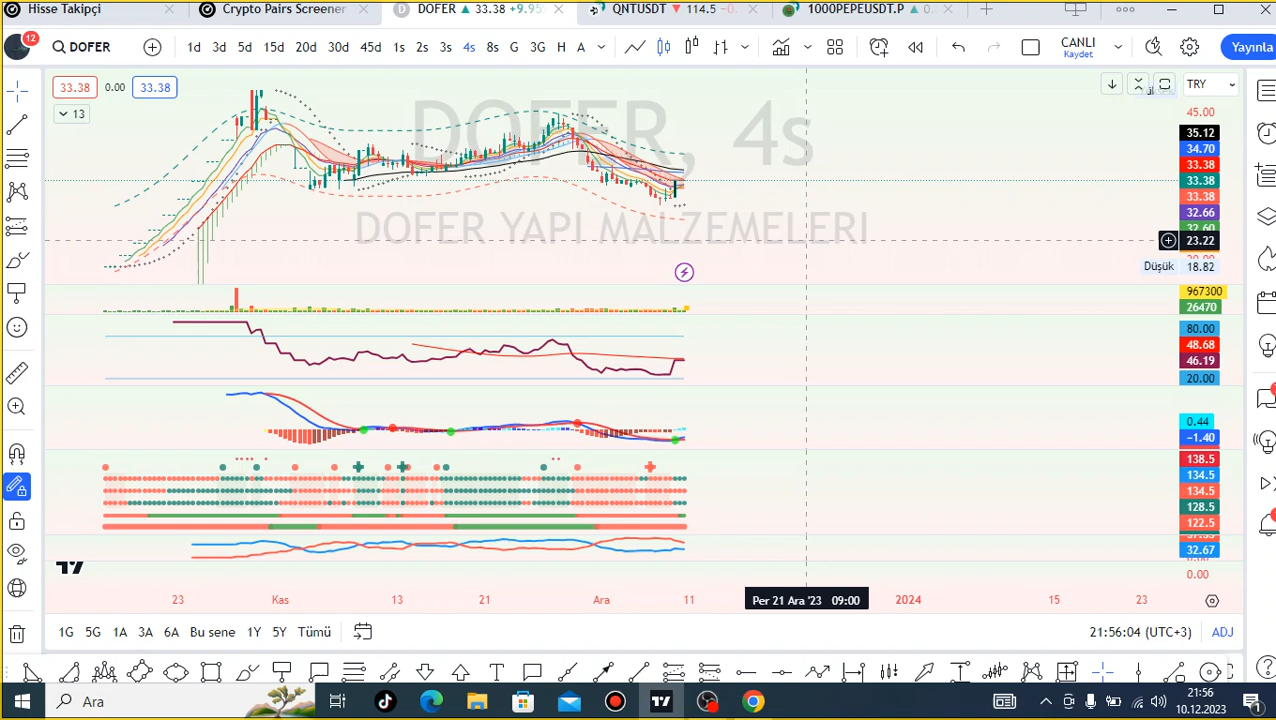 Hisse Takipçi
Crypto Pairs Screener
D DOFER ▲ 33.38 +9.95
QNTUSDT ▼ 114.5 -0.
1000PEPEUSDT.P ▲ 0.
12
DOFER
1d 3d 5d 15d 20d 30d 45d 1s 2s 3s 4s 8s G 3G H A
CANLI
Kaydet
Yayınla
33.38 0.00 33.38
13
TRY
DOFER, 4s
DOFER YAPI MALZEMELERI
45.00
35.12
34.70
33.38
33.38
33.38
32.66
32.60
23.22
Düşük 18.82
967300
26470
80.00
48.68
46.19
20.00
0.44
−1.40
138.5
134.5
134.5
128.5
122.5
32.67
0.00
23 Kas 13 21 Ara 11 Per 21 Ara '23 09:00 2024 15 23
1G 5G 1A 3A 6A Bu sene 1Y 5Y Tümü
21:56:04 (UTC+3) ADJ
Ara
21:56
10.12.2023
1